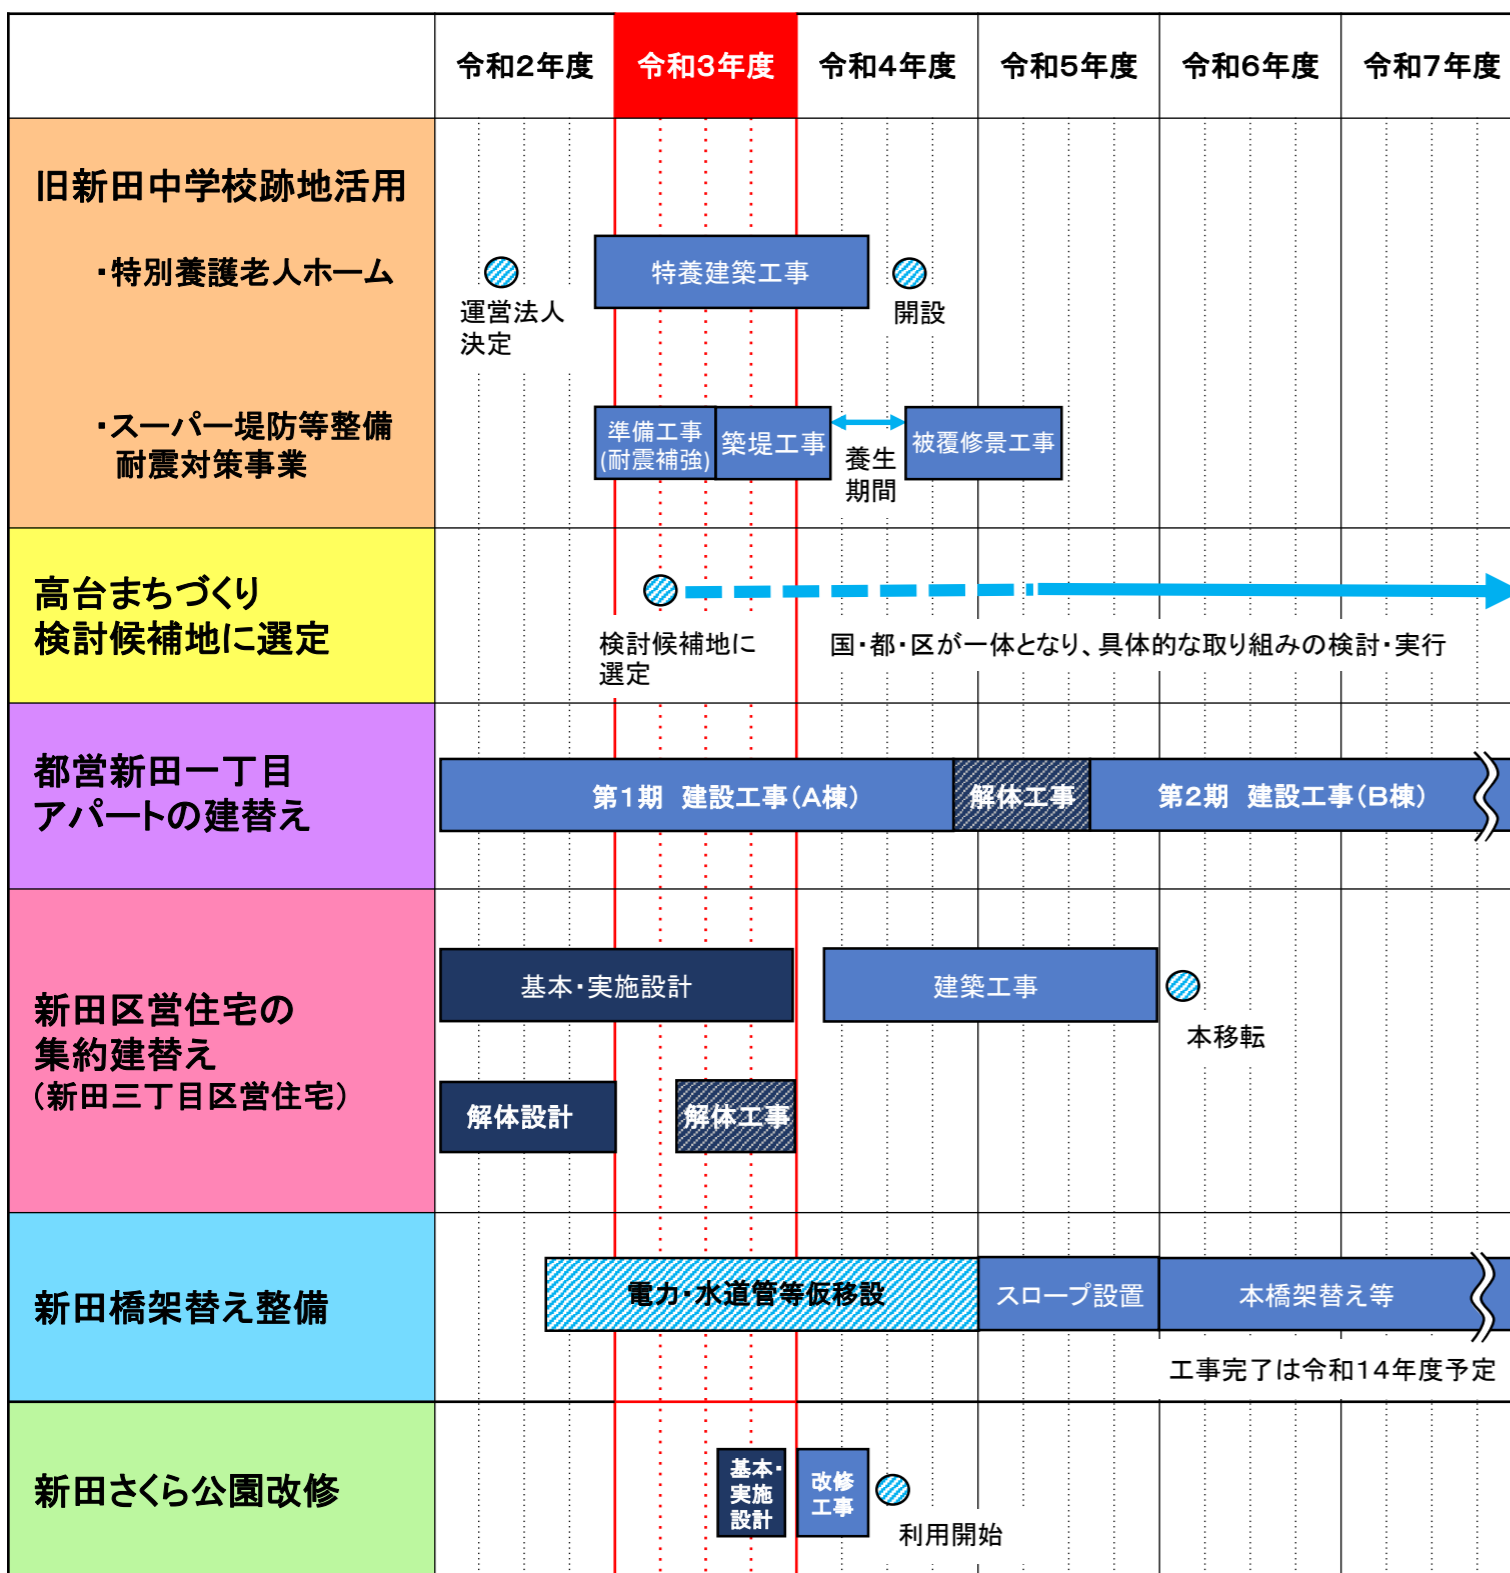 令和2年度 令和3年度 令和4年度 令和5年度 令和6年度 令和7年度
旧新田中学校跡地活用
・特別養護老人ホーム
運営法人
決定
特養建築工事
開設
・スーパー堤防等整備
耐震対策事業
準備工事
(耐震補強)
築堤工事
養生
期間
被覆修景工事
高台まちづくり
検討候補地に選定
検討候補地に
選定
国・都・区が一体となり、具体的な取り組みの検討・実行
都営新田一丁目
アパートの建替え
第1期 建設工事(A棟)
解体工事
第2期 建設工事(B棟)
新田区営住宅の
集約建替え
(新田三丁目区営住宅)
基本・実施設計
建築工事
本移転
解体設計
解体工事
新田橋架替え整備
電力・水道管等仮移設
スロープ設置
本橋架替え等
工事完了は令和14年度予定
新田さくら公園改修
基本・
実施
設計
改修
工事
利用開始